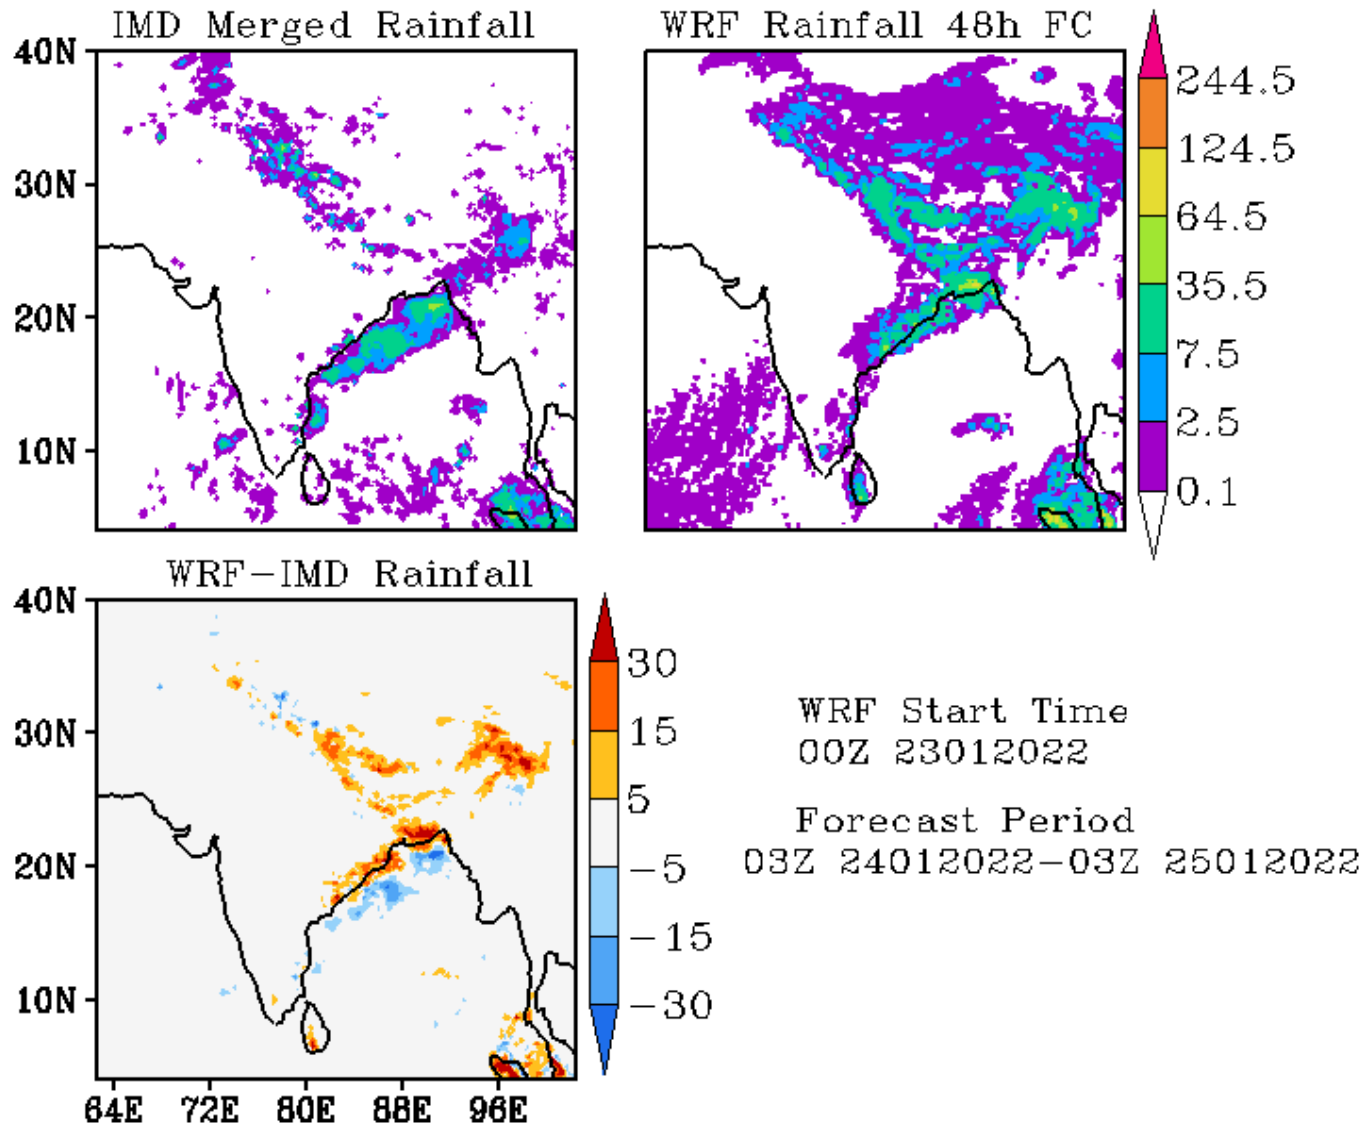 IMD Merged Rainfall
WRF Rainfall 48h FC
40N
30N
20N
10N
244.5
124.5
64.5
35.5
7.5
2.5
0.1
WRF-IMD Rainfall
40N
30N
20N
10N
64E 72E 80E 88E 96E
30
15
5
-5
-15
-30
WRF Start Time
00Z 23012022
Forecast Period
03Z 24012022-03Z 25012022